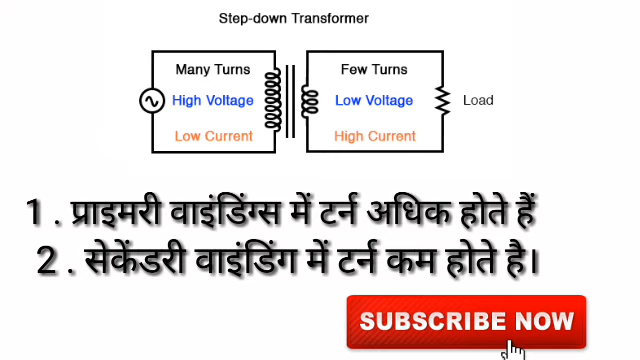 Step-down Transformer
Many Turns
High Voltage
Low Current
Few Turns
Low Voltage
High Current
Load
1 . प्राइमरी वाइंडिंग्स में टर्न अधिक होते हैं
2 . सेकेंडरी वाइंडिंग में टर्न कम होते है।
SUBSCRIBE NOW